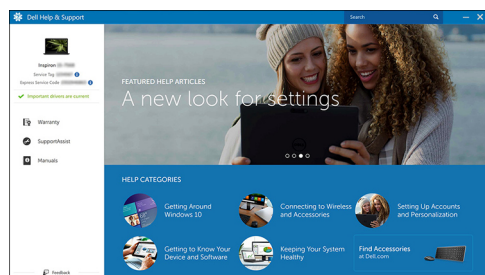 Dell Help & Support
Search
Inspiron
Service Tag
Express Service Code
Important drivers are current
Warranty
SupportAssist
Manuals
Feedback
FEATURED HELP ARTICLES
A new look for settings
HELP CATEGORIES
Getting Around
Windows 10
Connecting to Wireless
and Accessories
Setting Up Accounts
and Personalization
Getting to Know Your
Device and Software
Keeping Your System
Healthy
Find Accessories
at Dell.com